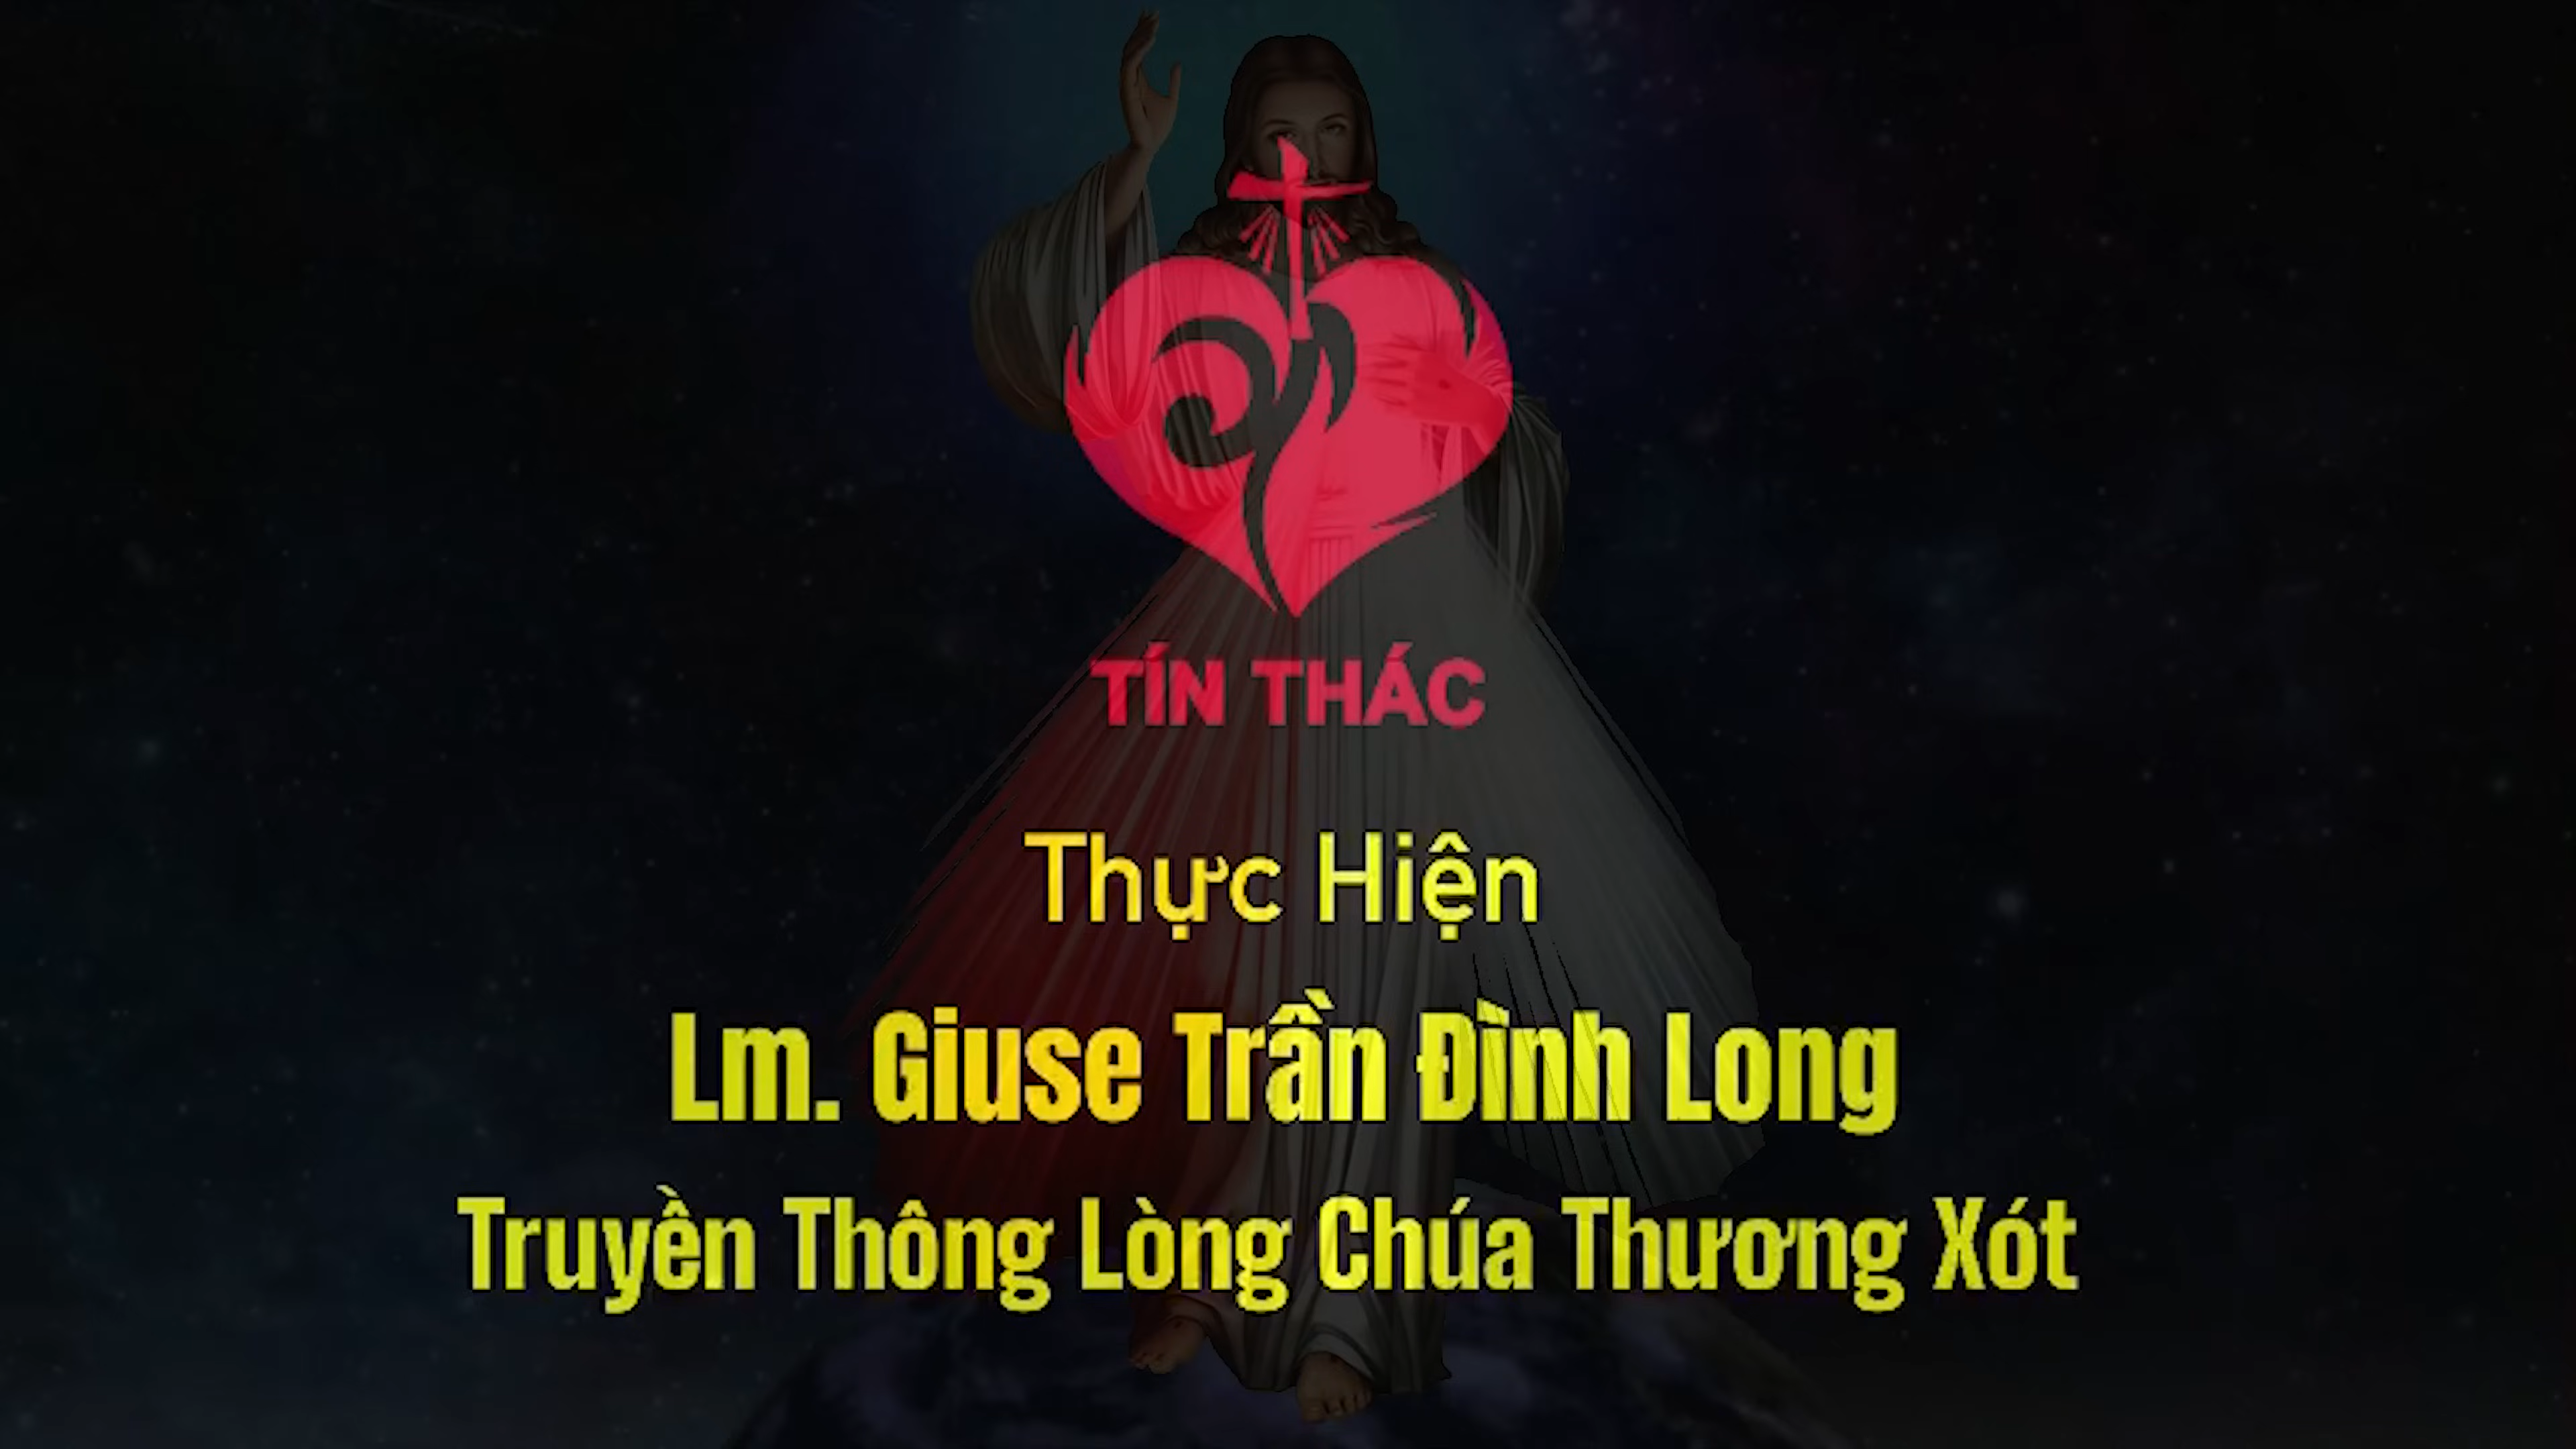 TÍN THÁC
Thực Hiện
Lm. Giuse Trần Đình Long
Truyền Thông Lòng Chúa Thương Xót